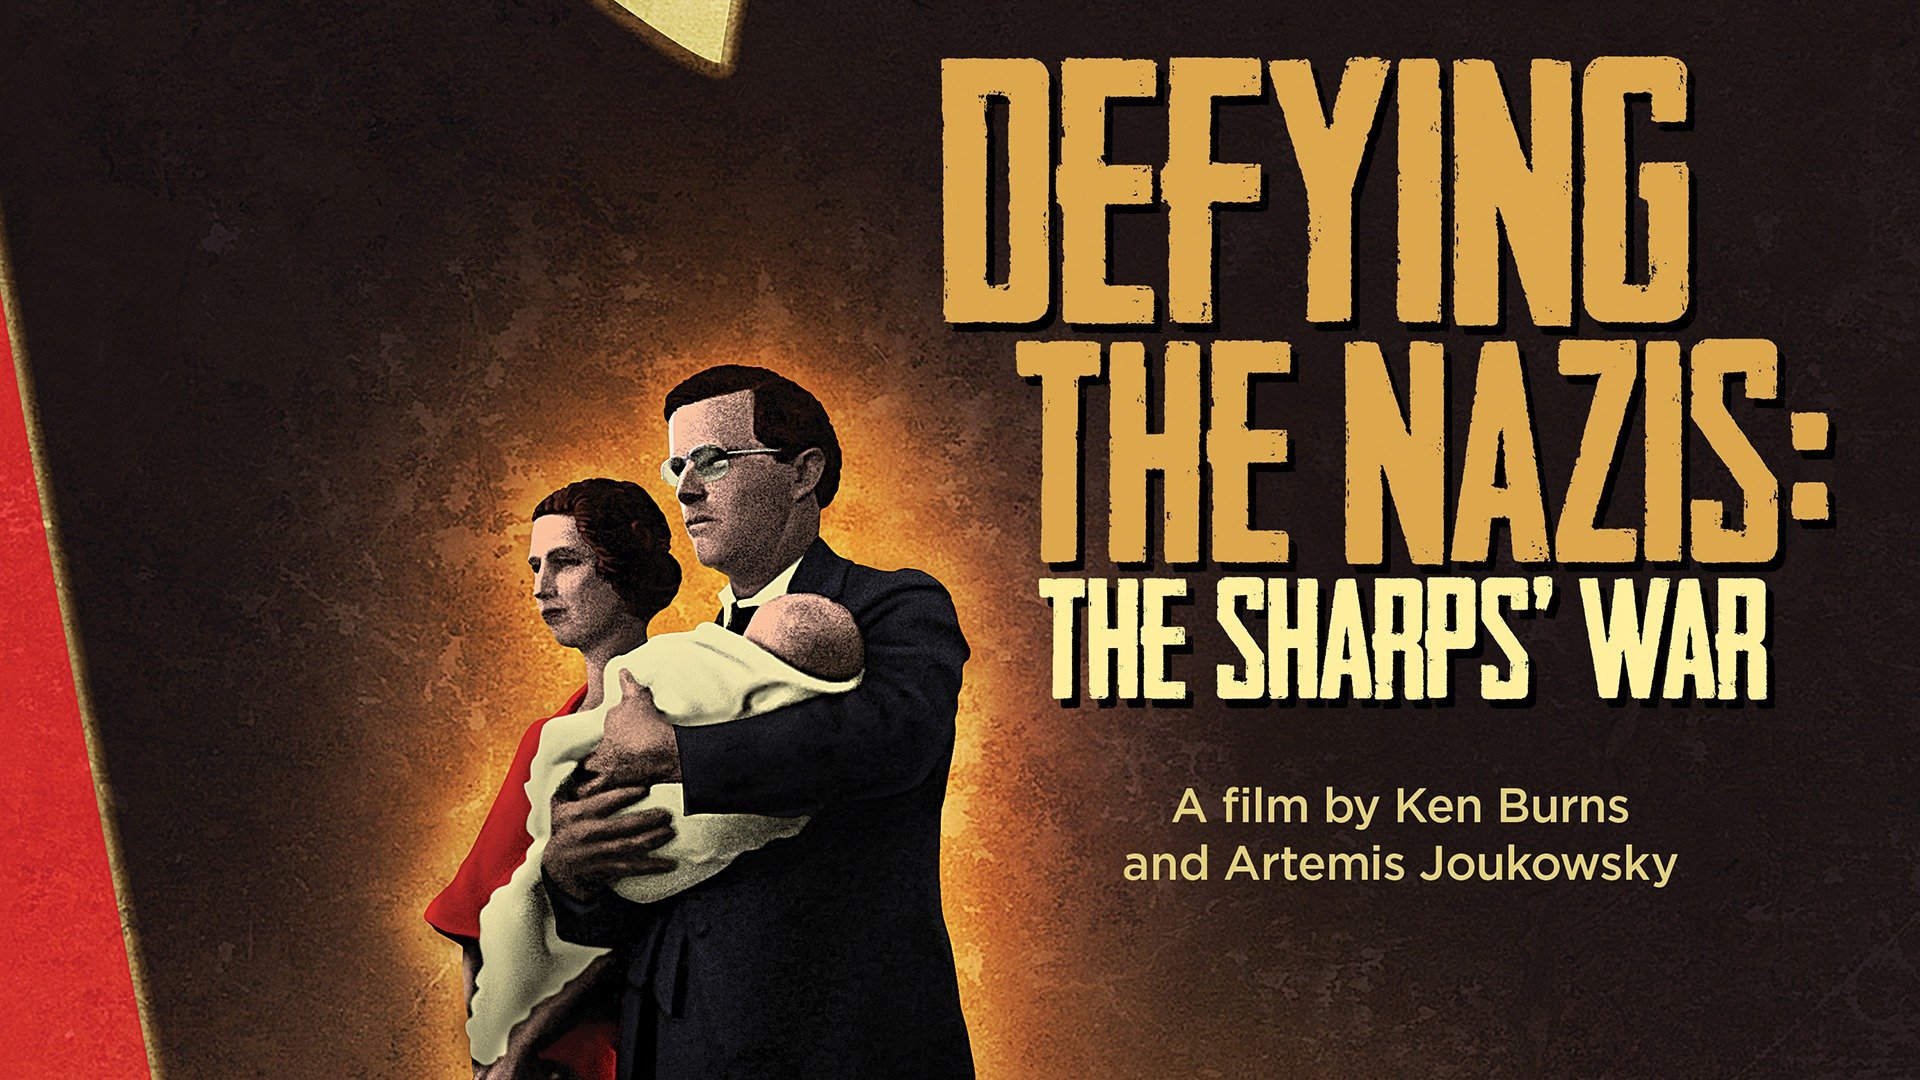 DEFYING
THE NAZIS:
THE SHARPS’ WAR
A film by Ken Burns
and Artemis Joukowsky